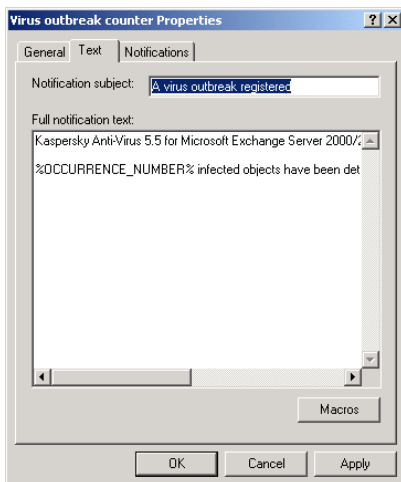 Virus outbreak counter Properties
General Text Notifications
Notification subject: A virus outbreak registered
Full notification text:
Kaspersky Anti-Virus 5.5 for Microsoft Exchange Server 2000/
%OCCURRENCE_NUMBER% infected objects have been det
Macros
OK Cancel Apply